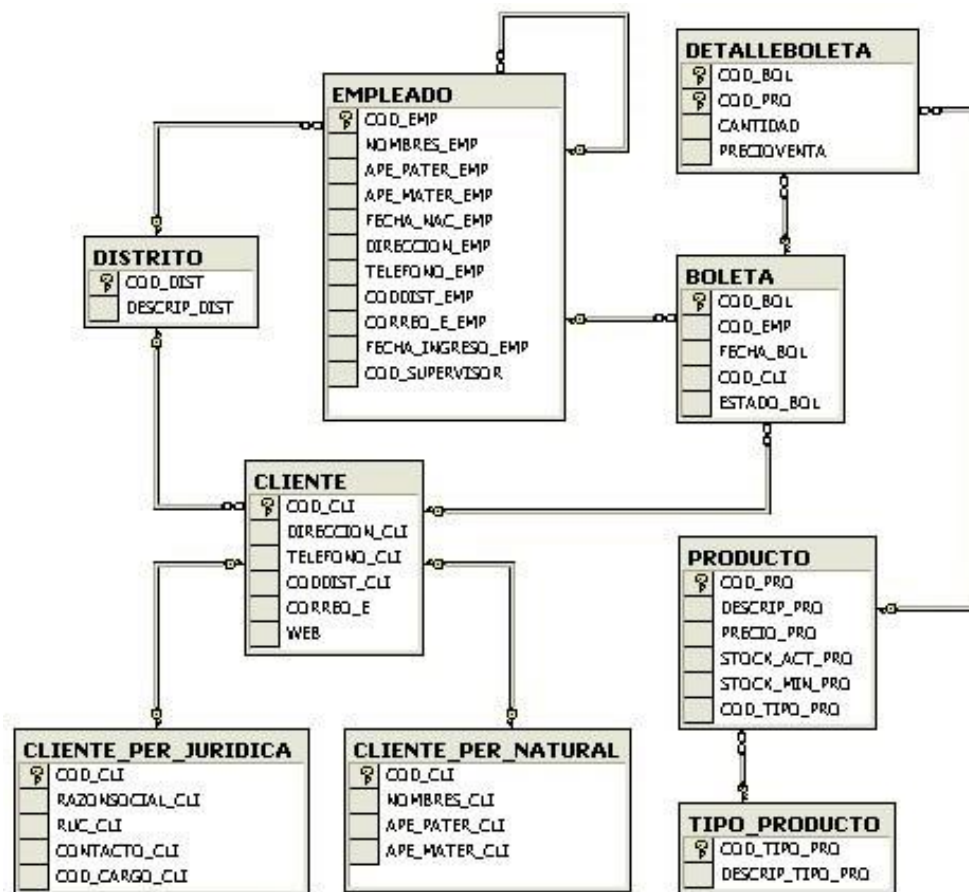 EMPLEADO
COD_EMP
NOMBRES_EMP
APE_PATER_EMP
APE_MATER_EMP
FECHA_NAC_EMP
DIRECCION_EMP
TELEFONO_EMP
CODDIST_EMP
CORREO_E_EMP
FECHA_INGRESO_EMP
COD_SUPERVISOR
DETALLEBOLETA
COD_BOL
COD_PRO
CANTIDAD
PRECIOVENTA
DISTRITO
COD_DIST
DESCRIP_DIST
BOLETA
COD_BOL
COD_EMP
FECHA_BOL
COD_CLI
ESTADO_BOL
CLIENTE
COD_CLI
DIRECCION_CLI
TELEFONO_CLI
CODDIST_CLI
CORREO_E
WEB
PRODUCTO
COD_PRO
DESCRIP_PRO
PRECIO_PRO
STOCK_ACT_PRO
STOCK_MIN_PRO
COD_TIPO_PRO
CLIENTE_PER_JURIDICA
COD_CLI
RAZONSOCIAL_CLI
RUC_CLI
CONTACTO_CLI
COD_CARGO_CLI
CLIENTE_PER_NATURAL
COD_CLI
NOMBRES_CLI
APE_PATER_CLI
APE_MATER_CLI
TIPO_PRODUCTO
COD_TIPO_PRO
DESCRIP_TIPO_PRO